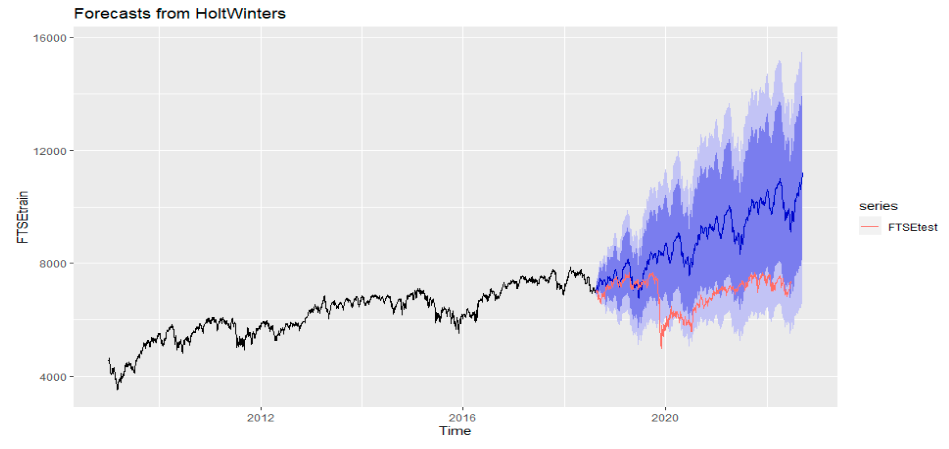 Forecasts from HoltWinters
16000
12000
8000
4000
FTSEtrain
2012
2016
2020
Time
series
FTSEtest